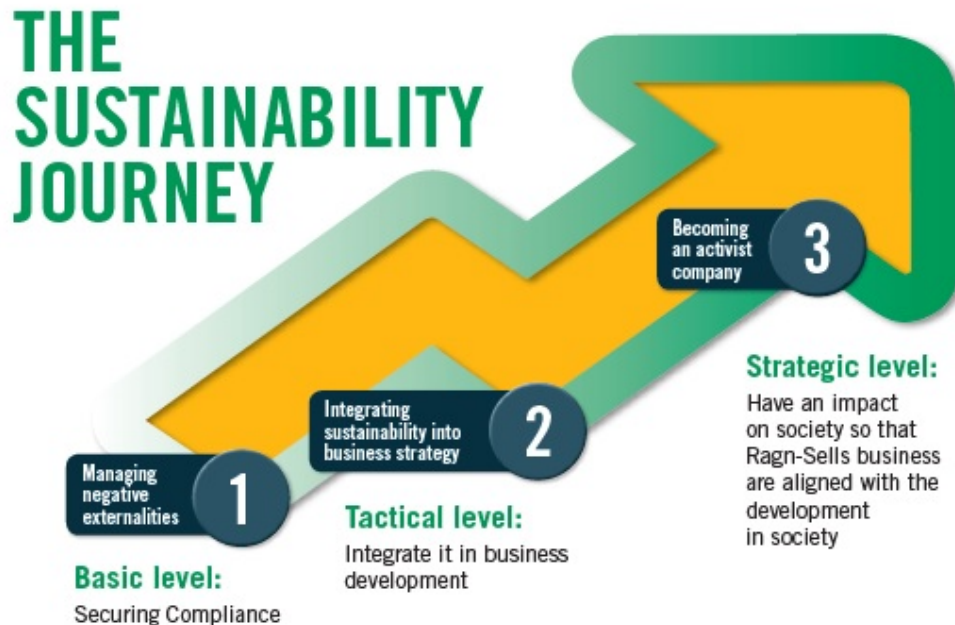 THE
SUSTAINABILITY
JOURNEY
Managing
negative
externalities
1
Basic level:
Securing Compliance
Integrating
sustainability into
business strategy
2
Tactical level:
Integrate it in business
development
Becoming
an activist
company
3
Strategic level:
Have an impact
on society so that
Ragn-Sells business
are aligned with the
development
in society